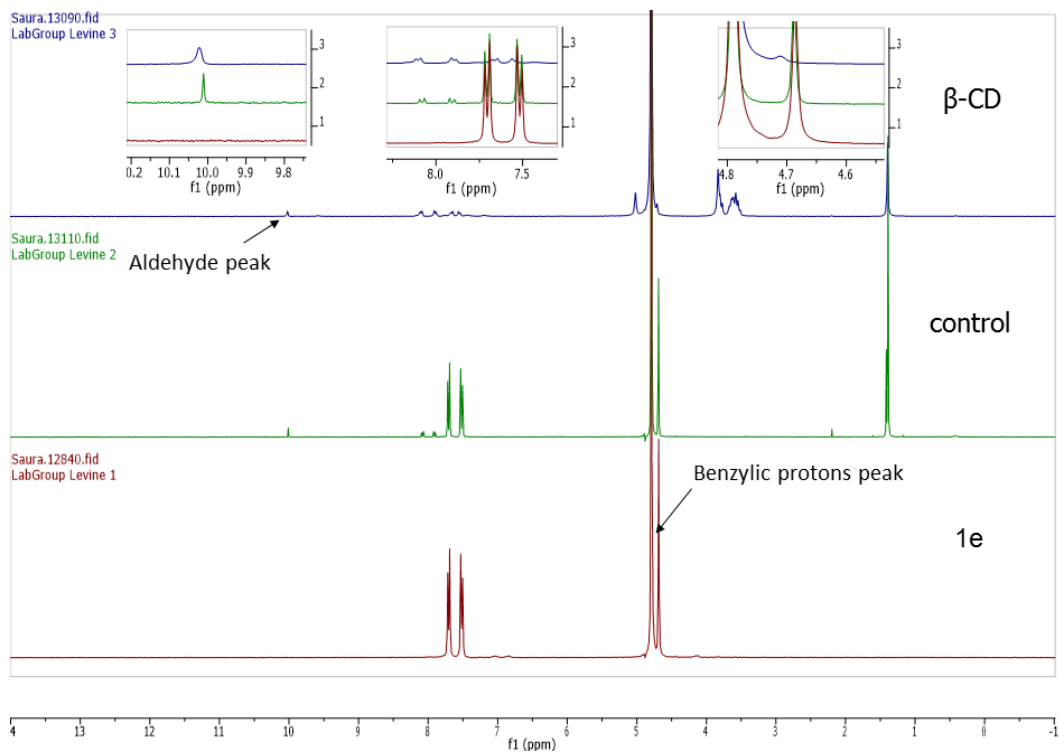 Saura.13090.fid
LabGroup Levine 3
3
2
1
0.2 10.1 10.0 9.9 9.8
f1 (ppm)
3
2
1
8.0 7.5
f1 (ppm)
3
2
1
4.8 4.7 4.6
f1 (ppm)
β-CD
Saura.13110.fid
LabGroup Levine 2
Aldehyde peak
control
Saura.12840.fid
LabGroup Levine 1
Benzylic protons peak
1e
4 13 12 11 10 9 8 7 6 5 4 3 2 1 0 -1
f1 (ppm)